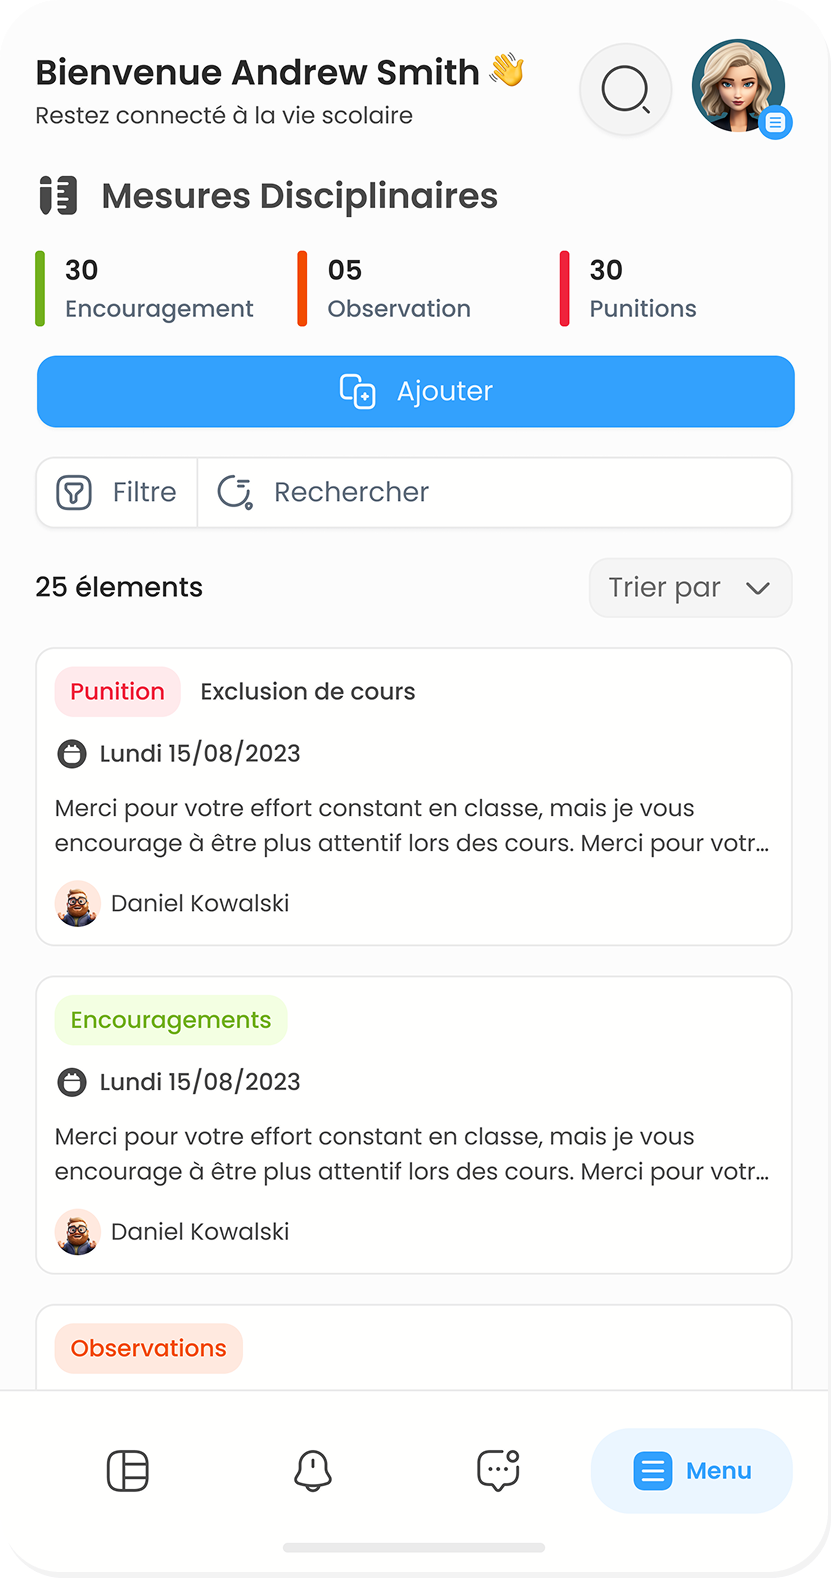 Bienvenue Andrew Smith 👋
Restez connecté à la vie scolaire
Mesures Disciplinaires
30
Encouragement
05
Observation
30
Punitions
Ajouter
Filtre
Rechercher
25 élements
Trier par
Punition
Exclusion de cours
Lundi 15/08/2023
Merci pour votre effort constant en classe, mais je vous
encourage à être plus attentif lors des cours. Merci pour votr...
Daniel Kowalski
Encouragements
Lundi 15/08/2023
Merci pour votre effort constant en classe, mais je vous
encourage à être plus attentif lors des cours. Merci pour votr...
Daniel Kowalski
Observations
Menu